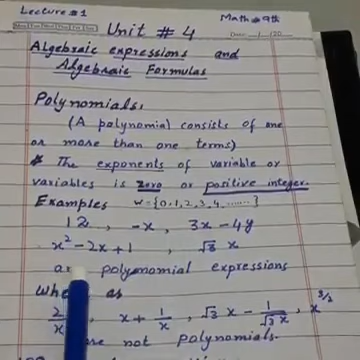 Lecture #1
Math # 9th
Unit # 4
Date: / /20
Algebraic expressions and
Algebraic Formulas
Polynomials,
(A polynomial consists of one
or more than one terms)
* The exponents of variable or
variables is zero or positive integer.
Examples W = {0,1,2,3,4,......}
12, -x, 3x-4y
x²-2x+1, √3 x
polynomial expressions
as
x + 1/x, √3 x - 1/(√3 x), x^(3/2)
not polynomials.